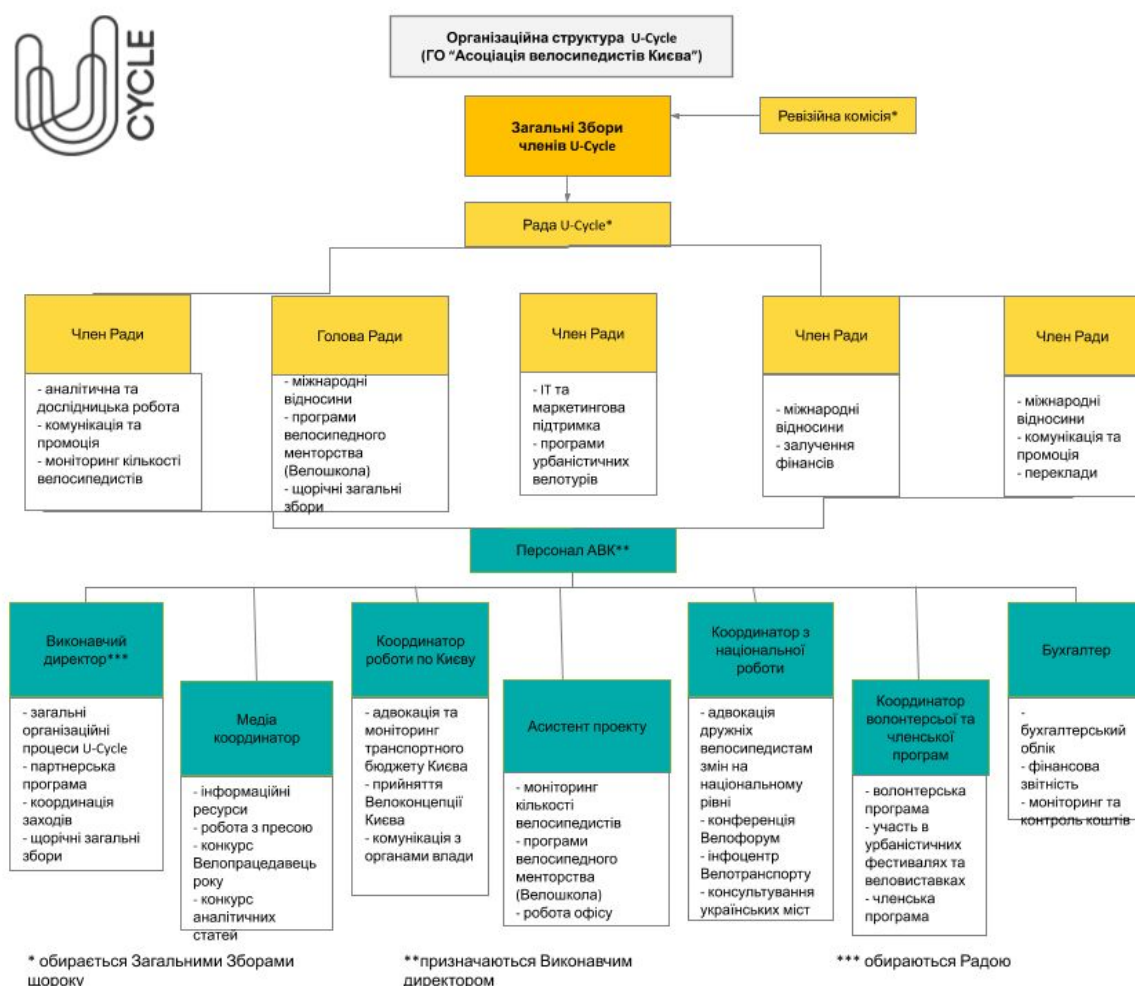 U
CYCLE
Організаційна структура U-Cycle
(ГО "Асоціація велосипедистів Києва")
Загальні Збори
членів U-Cycle
Ревізійна комісія*
Рада U-Cycle*
Член Ради
- аналітична та
дослідницька робота
- комунікація та
промоція
- моніторинг кількості
велосипедистів
Голова Ради
- міжнародні
відносини
- програми
велосипедного
менторства
(Велошкола)
- щорічні загальні
збори
Член Ради
- ІТ та
маркетингова
підтримка
- програми
урбаністичних
велотурів
Член Ради
- міжнародні
відносини
- залучення
фінансів
Член Ради
- міжнародні
відносини
- комунікація та
промоція
- переклади
Персонал АВК**
Виконавчий
директор***
- загальні
організаційні
процеси U-Cycle
- партнерська
програма
- координація
заходів
- щорічні загальні
збори
Медіа
координатор
- інформаційні
ресурси
- робота з пресою
- конкурс
Велопрацедавець
року
- конкурс
аналітичних
статей
Координатор
роботи по Києву
- адвокація та
моніторинг
транспортного
бюджету Києва
- прийняття
Велоконцепції
Києва
- комунікація з
органами влади
Асистент проекту
- моніторинг
кількості
велосипедистів
- програми
велосипедного
менторства
(Велошкола)
- робота офісу
Координатор з
національної
роботи
- адвокація
дружніх
велосипедистам
змін на
національному
рівні
- конференція
Велофорум
- інфоцентр
Велотранспорту
- консультування
українських міст
Координатор
волонтерсьої та
членської
програм
- волонтерська
програма
- участь в
урбаністичних
фестивалях та
веловиставках
- членська
програма
Бухгалтер
-
бухгалтерський
облік
- фінансова
звітність
- моніторинг та
контроль коштів
* обирається Загальними Зборами
щороку
**призначаються Виконавчим
директором
*** обираються Радою